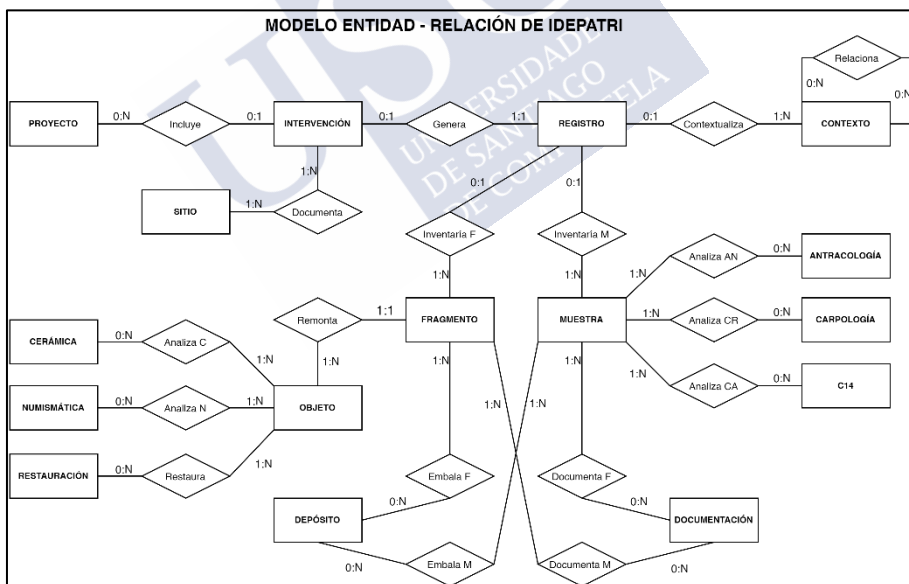 MODELO ENTIDAD - RELACIÓN DE IDEPATRI
Relaciona
0:N
0:N
PROYECTO
0:N
Incluye
0:1
INTERVENCIÓN
0:1
Genera
1:1
REGISTRO
0:1
Contextualiza
1:N
CONTEXTO
1:N
0:1
0:1
SITIO
1:N
Documenta
Inventaría F
Inventaría M
UNIVERSIDADE
DE SANTIAGO
DE COMPOSTELA
Analiza AN
0:N
ANTRACOLOGÍA
1:N
1:N
1:N
Remonta
1:1
FRAGMENTO
MUESTRA
1:N
Analiza CR
0:N
CARPOLOGÍA
CERÁMICA
0:N
Analiza C
1:N
1:N
1:N
1:N
1:N
Analiza CA
0:N
C14
NUMISMÁTICA
0:N
Analiza N
1:N
OBJETO
1:N
1:N
RESTAURACIÓN
0:N
Restaura
1:N
Embala F
Documenta F
0:N
0:N
DEPÓSITO
DOCUMENTACIÓN
0:N
Embala M
Documenta M
0:N